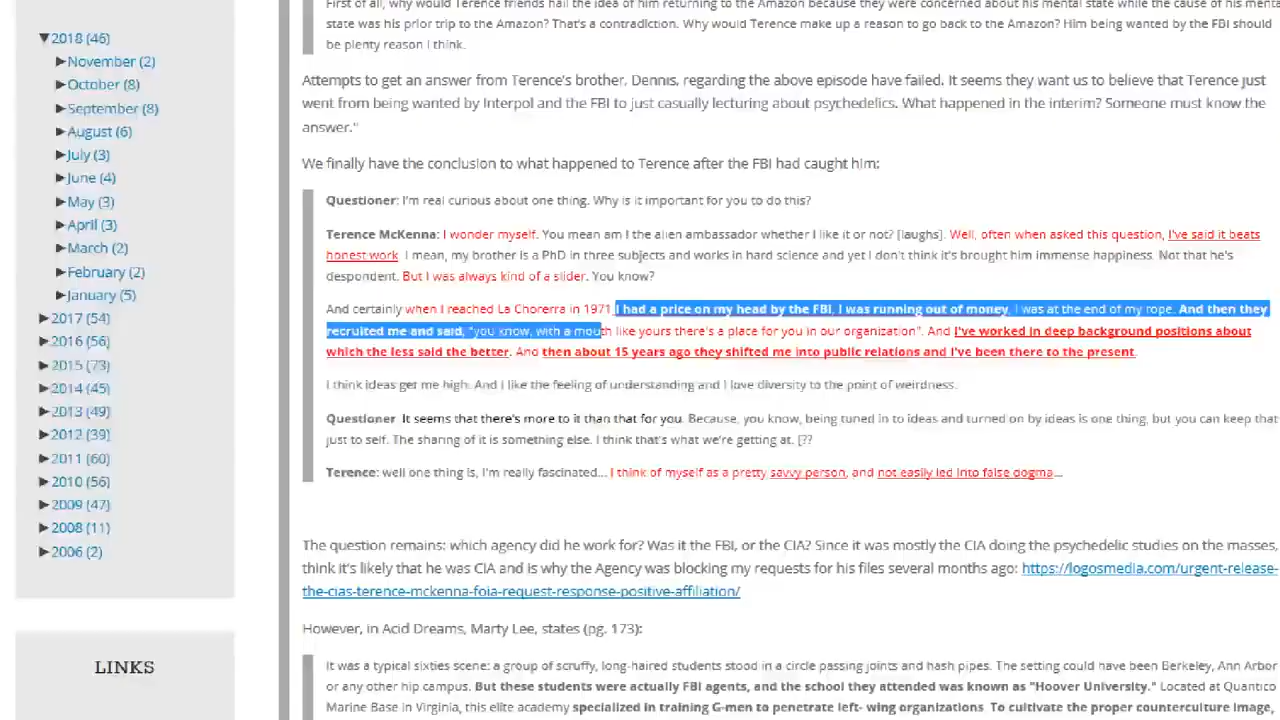 ▼2018 (46)
▶November (2)
▶October (8)
▶September (8)
▶August (6)
▶July (3)
▶June (4)
▶May (3)
▶April (3)
▶March (2)
▶February (2)
▶January (5)
▶2017 (54)
▶2016 (56)
▶2015 (73)
▶2014 (45)
▶2013 (49)
▶2012 (39)
▶2011 (60)
▶2010 (56)
▶2009 (47)
▶2008 (11)
▶2006 (2)
LINKS
First of all, why would Terence friends hail the idea of him returning to the Amazon because they were concerned about his mental state while the cause of his menta
state was his prior trip to the Amazon? That's a contradiction. Why would Terence make up a reason to go back to the Amazon? Him being wanted by the FBI should
be plenty reason I think.
Attempts to get an answer from Terence's brother, Dennis, regarding the above episode have failed. It seems they want us to believe that Terence just
went from being wanted by Interpol and the FBI to just casually lecturing about psychedelics. What happened in the interim? Someone must know the
answer."
We finally have the conclusion to what happened to Terence after the FBI had caught him:
Questioner: I'm real curious about one thing. Why is it important for you to do this?
Terence McKenna: I wonder myself. You mean am I the alien ambassador whether I like it or not? [laughs]. Well, often when asked this question, I've said it beats
honest work. I mean, my brother is a PhD in three subjects and works in hard science and yet I don't think it's brought him immense happiness. Not that he's
despondent. But I was always kind of a slider. You know?
And certainly when I reached La Chorerra in 1971 I had a price on my head by the FBI, I was running out of money, I was at the end of my rope. And then they
recruited me and said, "you know, with a mouth like yours there's a place for you in our organization". And I've worked in deep background positions about
which the less said the better. And then about 15 years ago they shifted me into public relations and I've been there to the present.
I think ideas get me high. And I like the feeling of understanding and I love diversity to the point of weirdness.
Questioner: It seems that there's more to it than that for you. Because, you know, being tuned in to ideas and turned on by ideas is one thing, but you can keep that
just to self. The sharing of it is something else. I think that's what we're getting at. [??
Terence: well one thing is, I'm really fascinated... I think of myself as a pretty savvy person, and not easily led into false dogma...
The question remains: which agency did he work for? Was it the FBI, or the CIA? Since it was mostly the CIA doing the psychedelic studies on the masses,
think it's likely that he was CIA and is why the Agency was blocking my requests for his files several months ago: https://logosmedia.com/urgent-release-
the-cias-terence-mckenna-foia-request-response-positive-affiliation/
However, in Acid Dreams, Marty Lee, states (pg. 173):
It was a typical sixties scene: a group of scruffy, long-haired students stood in a circle passing joints and hash pipes. The setting could have been Berkeley, Ann Arbor
or any other hip campus. But these students were actually FBI agents, and the school they attended was known as "Hoover University." Located at Quantico
Marine Base in Virginia, this elite academy specialized in training G-men to penetrate left- wing organizations. To cultivate the proper counterculture image,